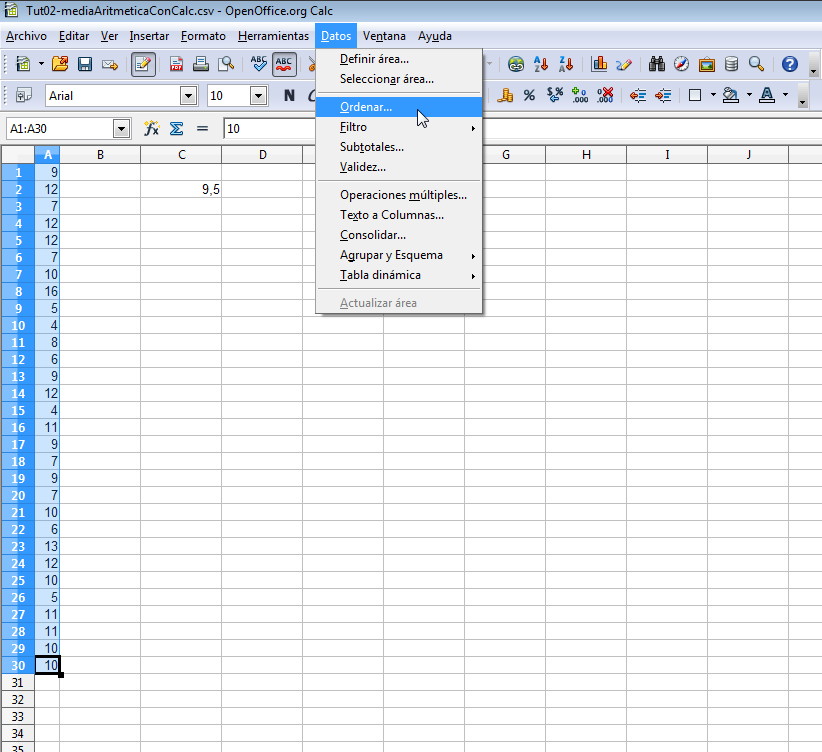 Tut02-mediaAritmeticaConCalc.csv - OpenOffice.org Calc
Archivo Editar Ver Insertar Formato Herramientas Datos Ventana Ayuda
Definir área...
Seleccionar área...
Ordenar...
Filtro
Subtotales...
Validez...
Operaciones múltiples...
Texto a Columnas...
Consolidar...
Agrupar y Esquema
Tabla dinámica
Actualizar área
Arial 10 N
A1:A30 10
A B C D G H I J
1 9
2 12 9,5
3 7
4 12
5 12
6 7
7 10
8 16
9 5
10 4
11 8
12 6
13 9
14 12
15 4
16 11
17 9
18 7
19 9
20 7
21 10
22 6
23 13
24 12
25 10
26 5
27 11
28 11
29 10
30 10
31
32
33
34
35